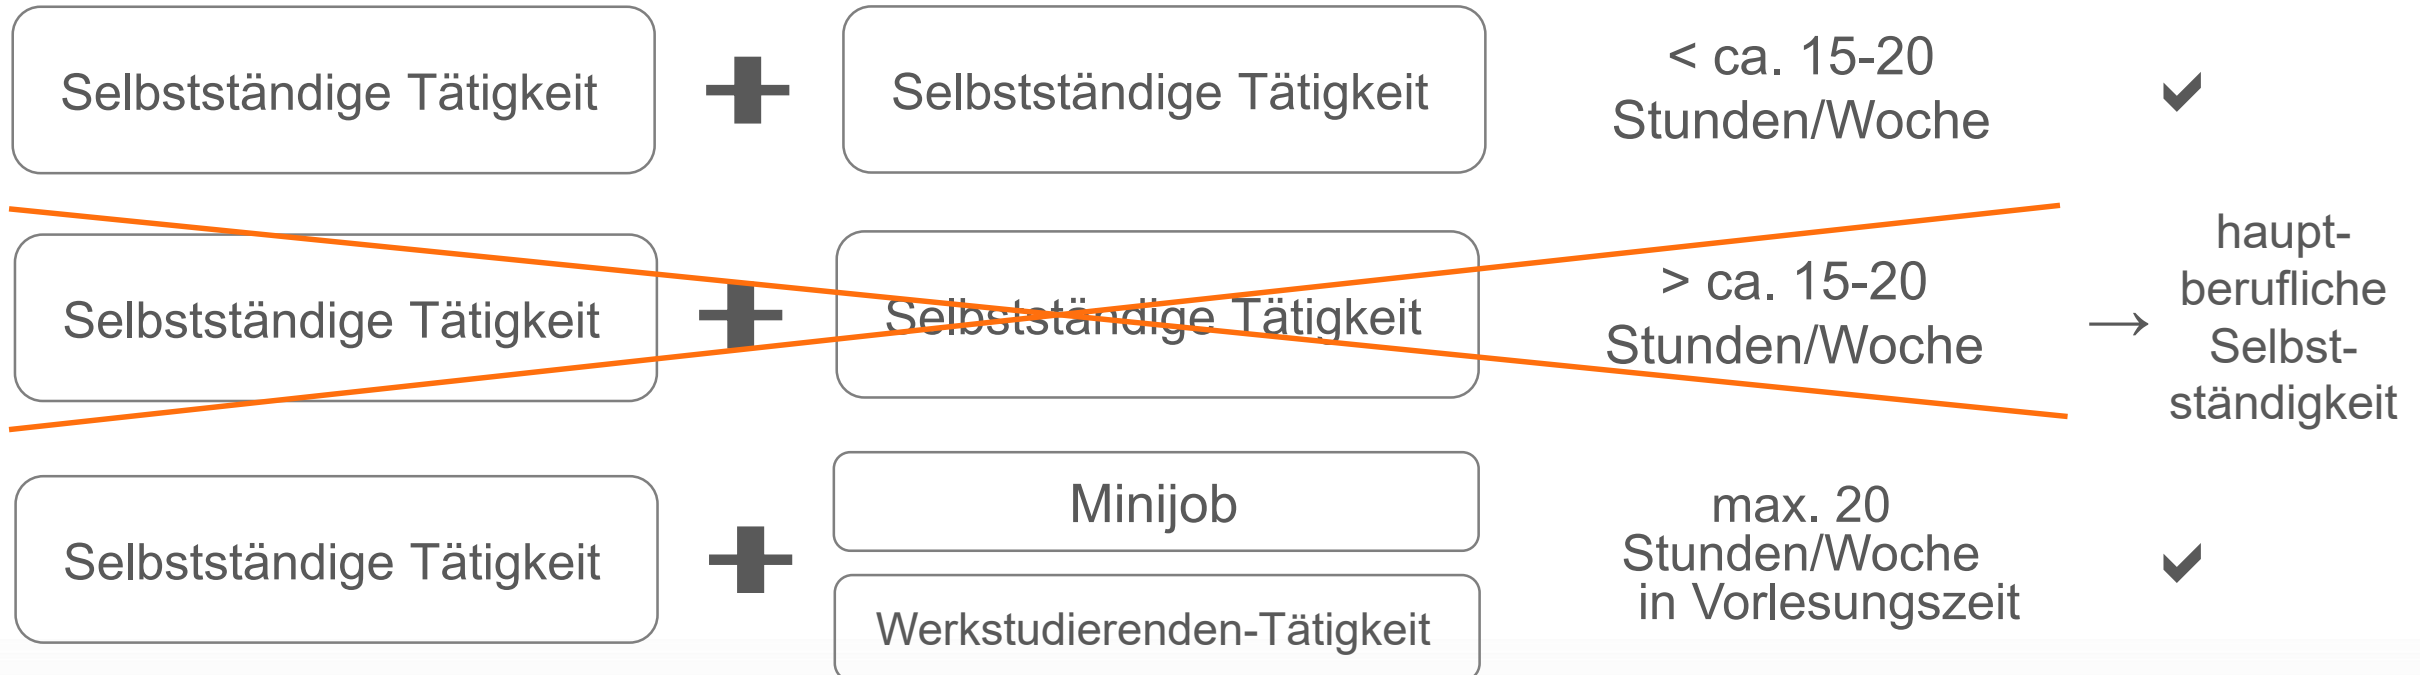 Selbstständige Tätigkeit
Selbstständige Tätigkeit
< ca. 15-20
Stunden/Woche
Selbstständige Tätigkeit
Selbstständige Tätigkeit
> ca. 15-20
Stunden/Woche
→
haupt-
berufliche
Selbst-
ständigkeit
Selbstständige Tätigkeit
Minijob
Werkstudierenden-Tätigkeit
max. 20
Stunden/Woche
in Vorlesungszeit